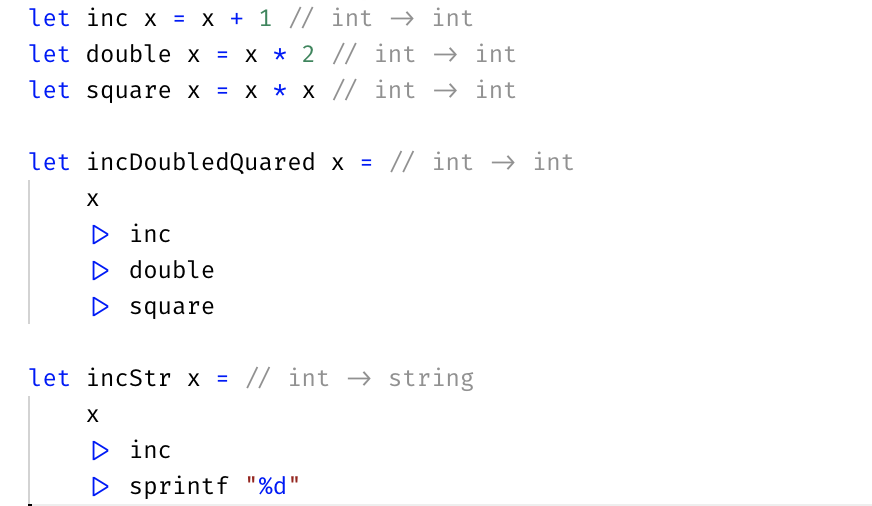 let inc x = x + 1 // int -> int
let double x = x * 2 // int -> int
let square x = x * x // int -> int
let incDoubledQuared x = // int -> int
x
|> inc
|> double
|> square
let incStr x = // int -> string
x
|> inc
|> sprintf "%d"